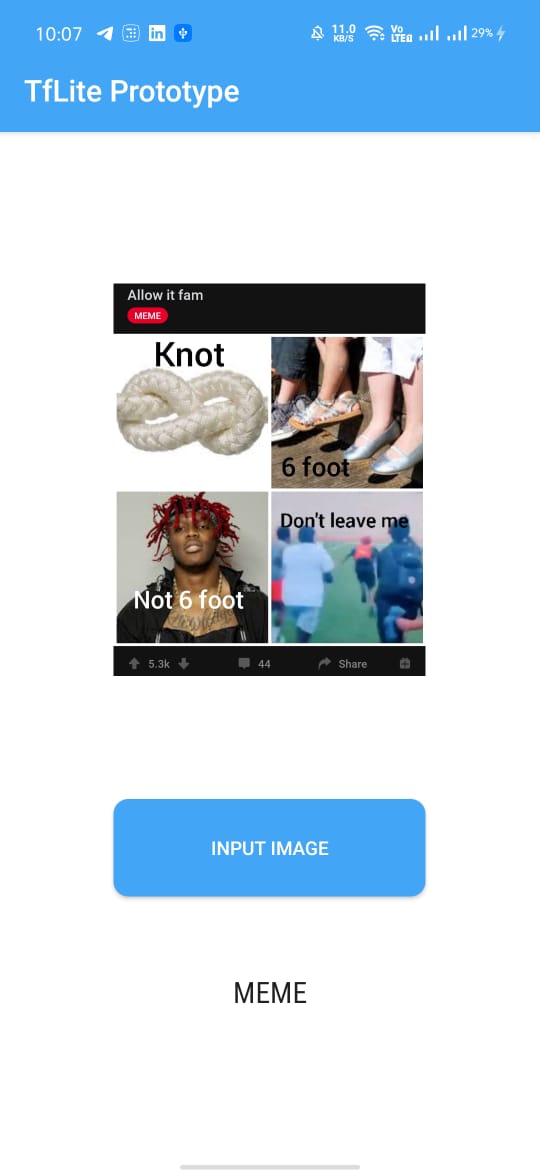 10:07 11.0 KB/S Vo LTE 29%
TfLite Prototype
Allow it fam
MEME
Knot
6 foot
Not 6 foot
Don't leave me
5.3k 44 Share
INPUT IMAGE
MEME